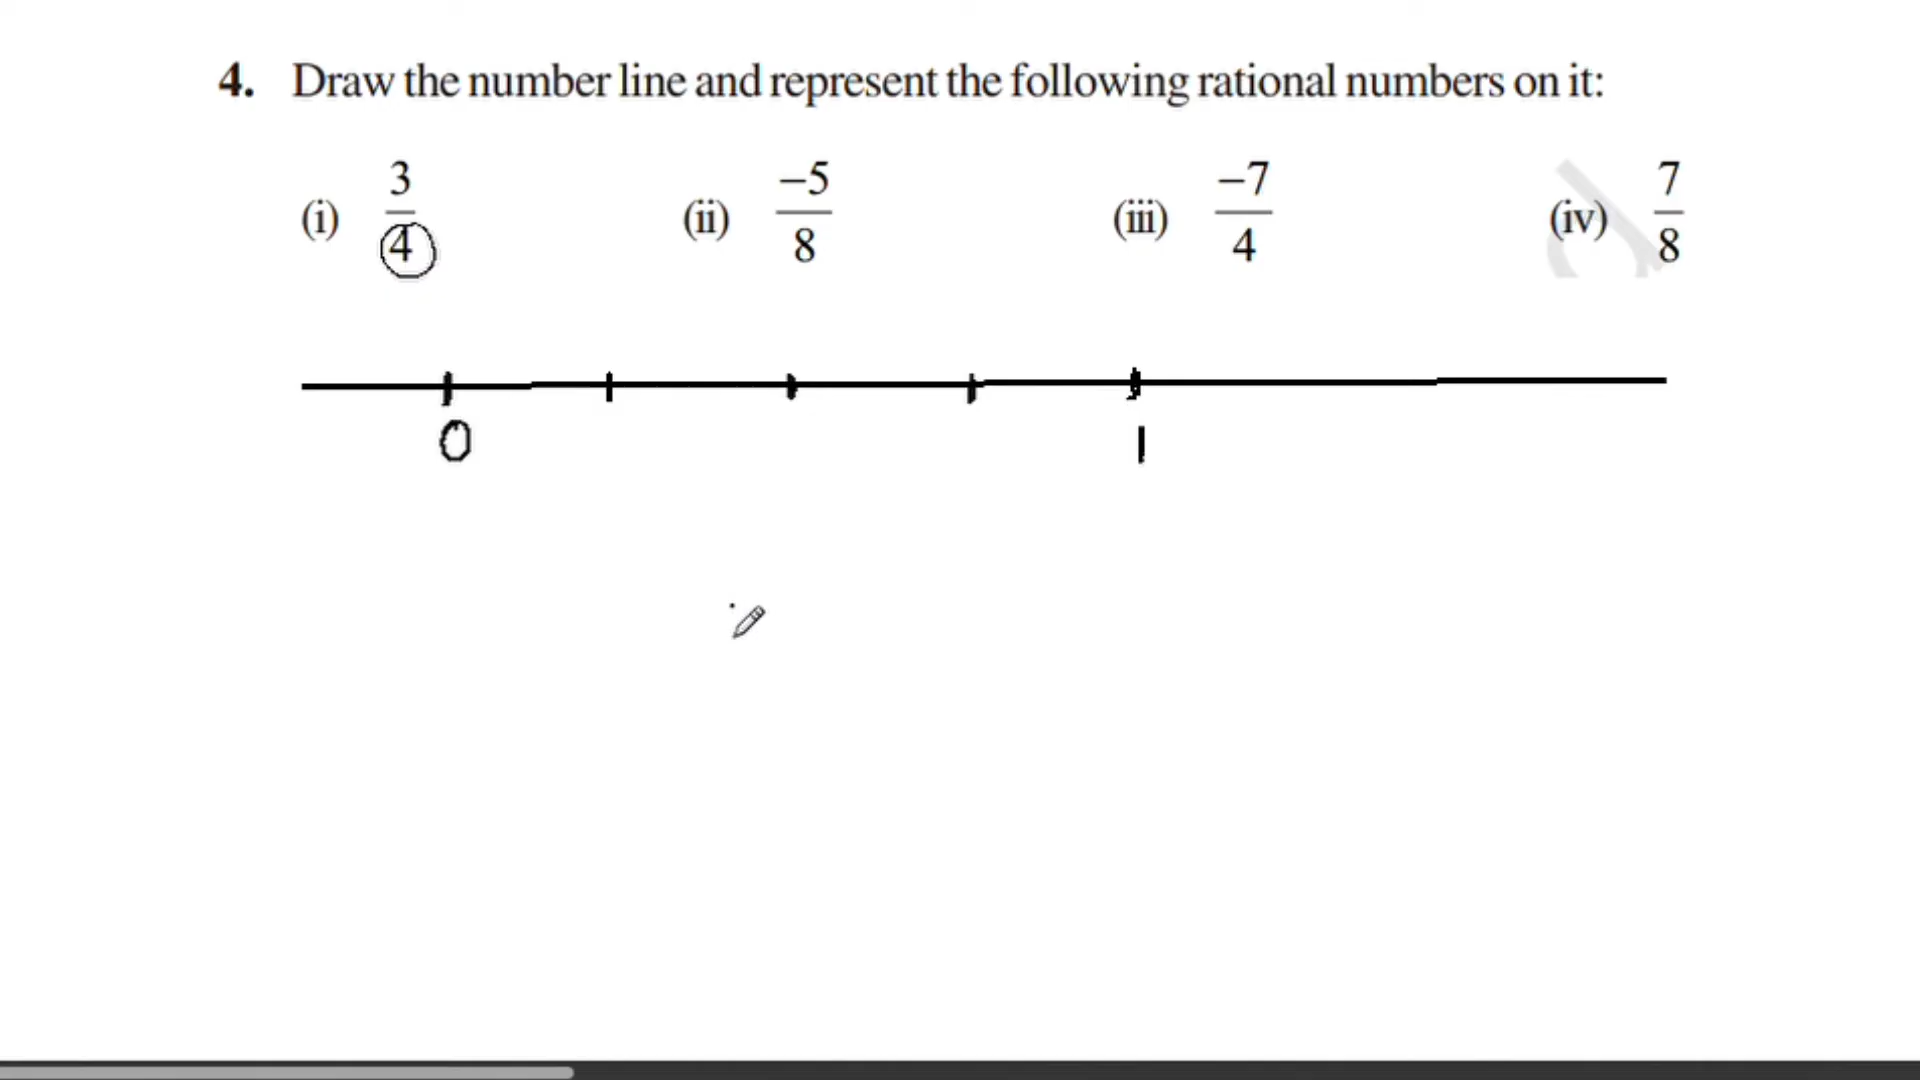 4. Draw the number line and represent the following rational numbers on it:
(i) 3/4 (ii) –5/8 (iii) –7/4 (iv) 7/8
0 1